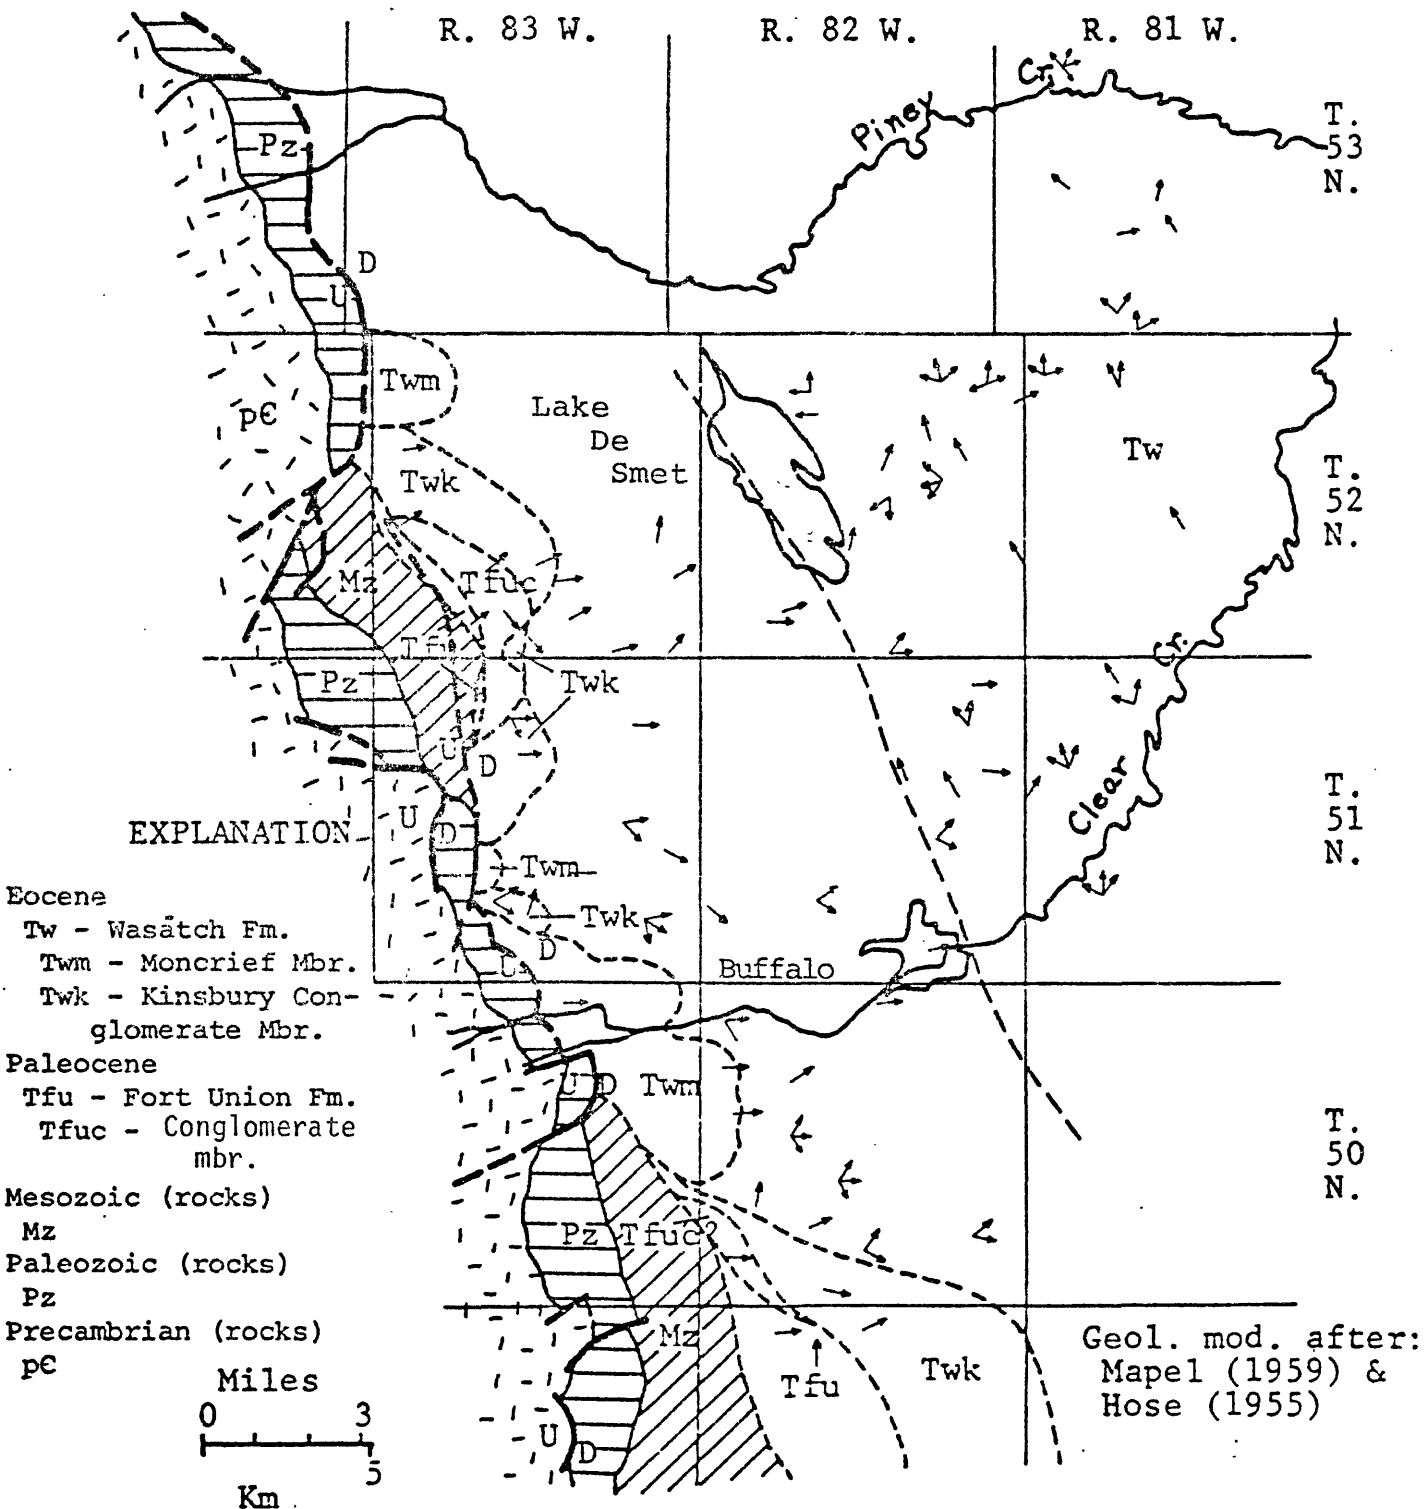 R. 83 W.
R. 82 W.
R. 81 W.
Cr.
Piney
T.
53
N.
Pz
D
U
Twm
Lake
De
Smet
pЄ
Tw
Twk
T.
52
N.
Mz
Tfuc
Tfu
Pz
Twk
Cr.
U
D
Clear
T.
51
N.
U
D
Twm
Twk
D
U
Buffalo
U D Twm
T.
50
N.
Pz Tfuc?
Mz
Tfu
Twk
U
D
EXPLANATION
Eocene
Tw - Wasatch Fm.
Twm - Moncrief Mbr.
Twk - Kinsbury Con-
glomerate Mbr.
Paleocene
Tfu - Fort Union Fm.
Tfuc - Conglomerate
mbr.
Mesozoic (rocks)
Mz
Paleozoic (rocks)
Pz
Precambrian (rocks)
pЄ
Miles
0 3
5
Km
Geol. mod. after:
Mapel (1959) &
Hose (1955)